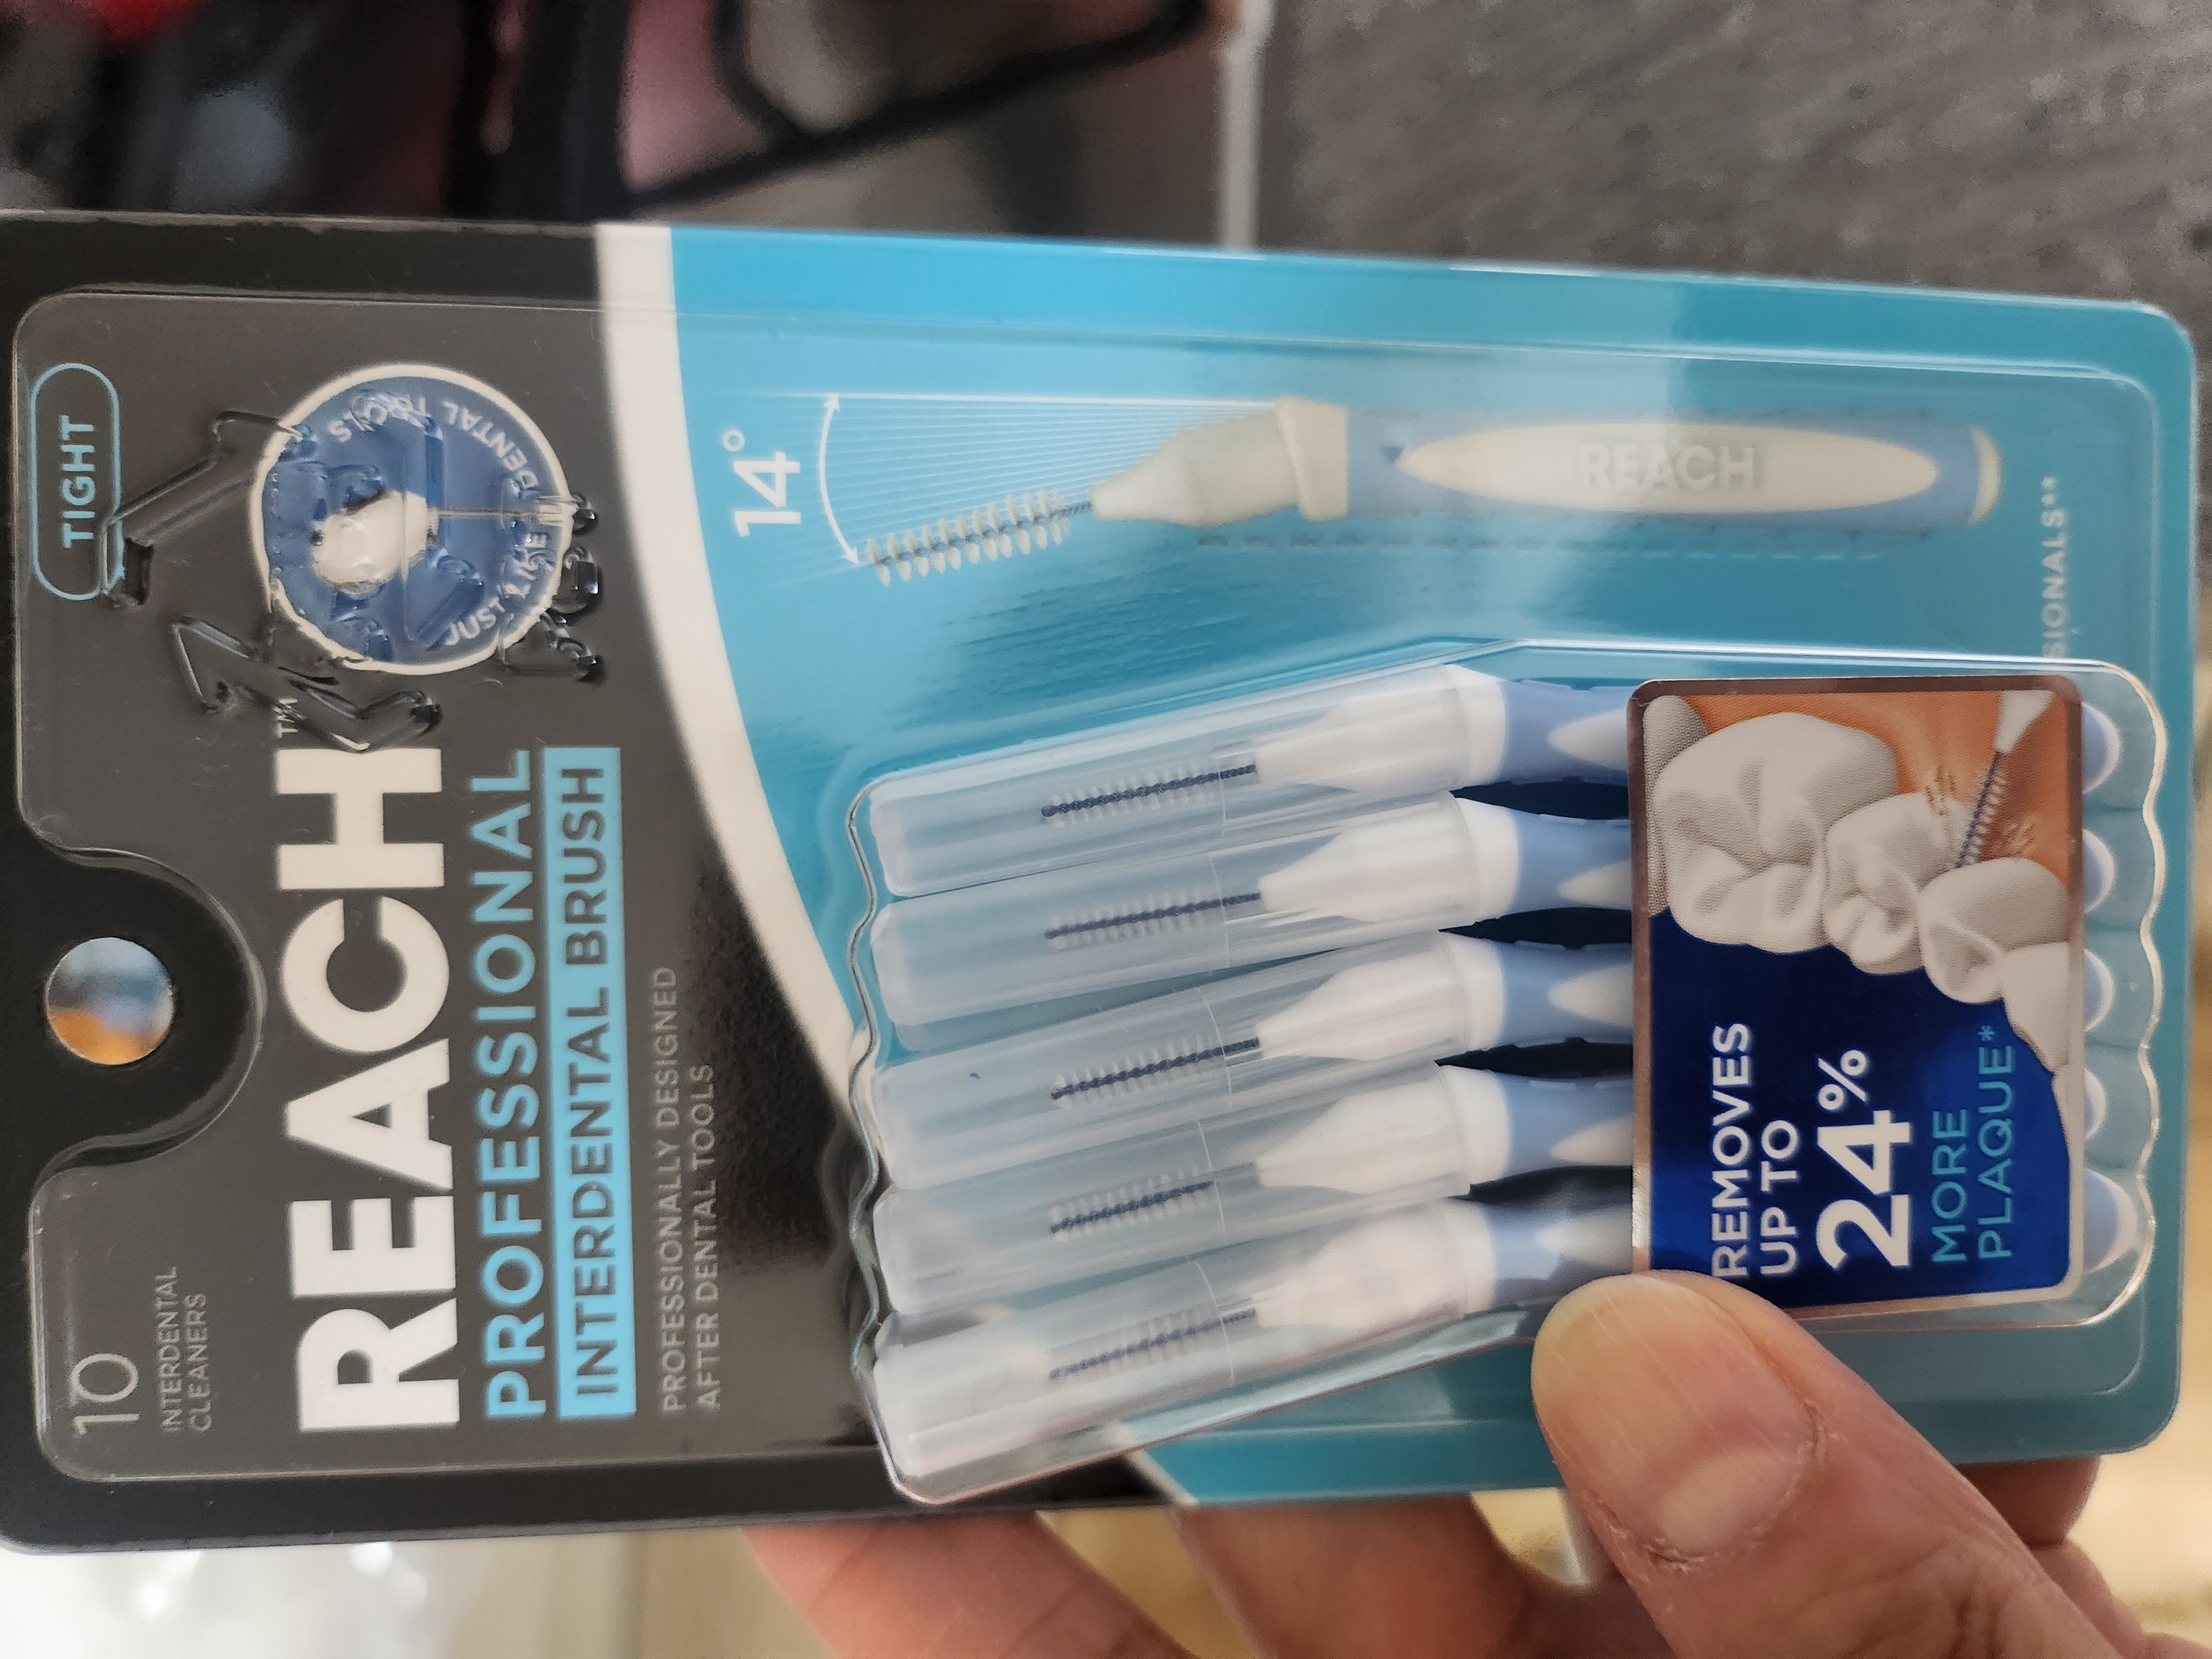 TIGHT
10
INTERDENTAL
CLEANERS
REACH™
PROFESSIONAL
INTERDENTAL BRUSH
PROFESSIONALLY DESIGNED
AFTER DENTAL TOOLS
JUST LIKE DENTAL TOOLS
14°
REACH
REMOVES
UP TO
24%
MORE
PLAQUE*
SIONALS**